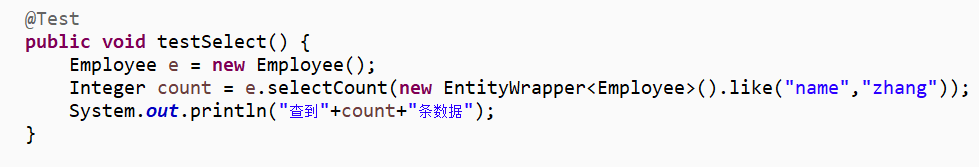 @Test
public void testSelect() {
    Employee e = new Employee();
    Integer count = e.selectCount(new EntityWrapper<Employee>().like("name","zhang"));
    System.out.println("查到"+count+"条数据");
}